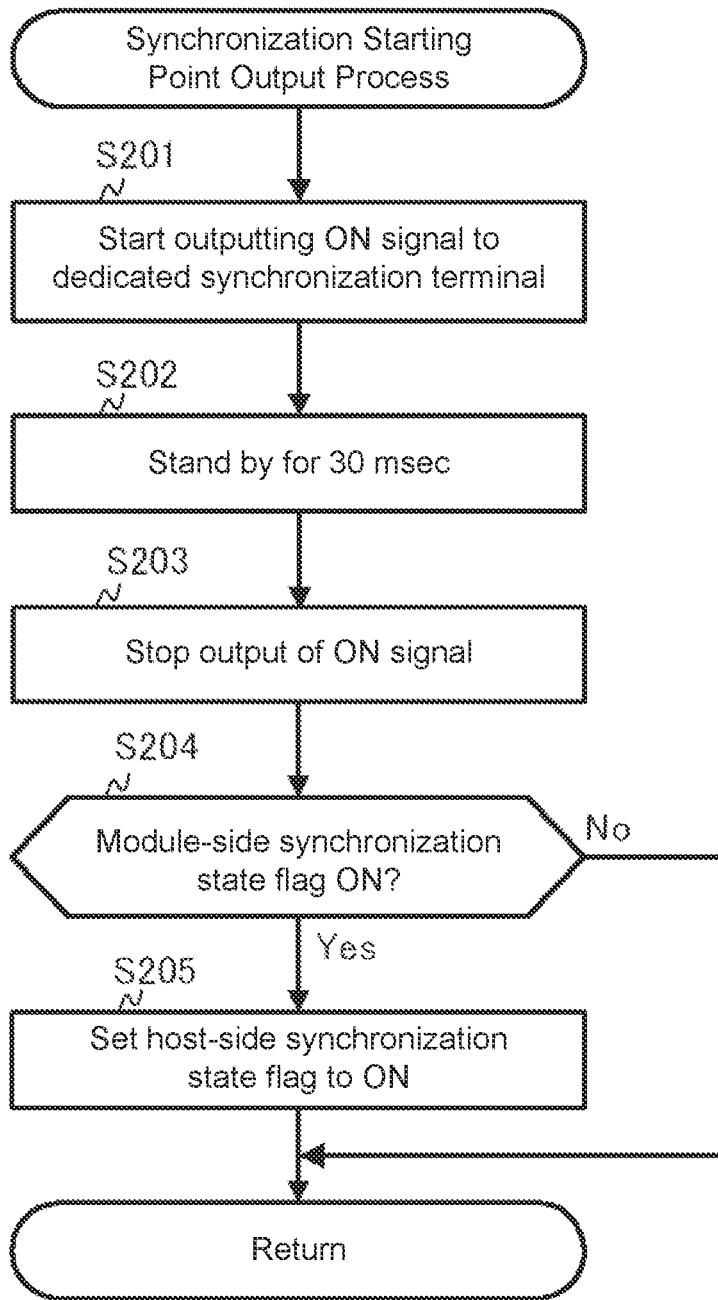 Synchronization Starting
Point Output Process
S201
Start outputting ON signal to
dedicated synchronization terminal
S202
Stand by for 30 msec
S203
Stop output of ON signal
S204
Module-side synchronization
state flag ON?
No
Yes
S205
Set host-side synchronization
state flag to ON
Return